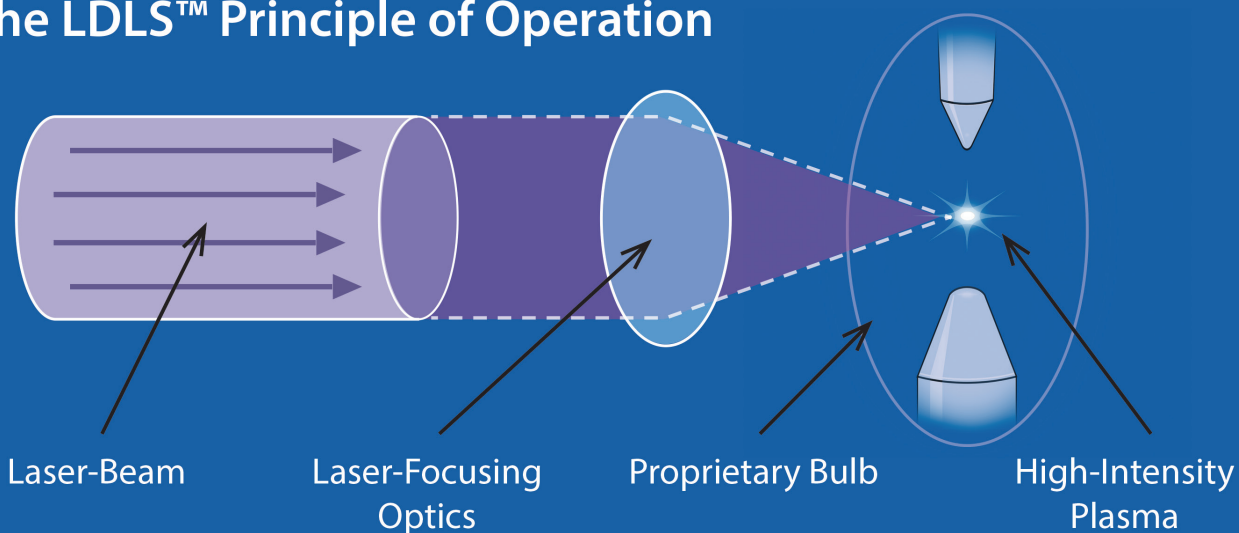 he LDLS™ Principle of Operation
Laser-Beam
Laser-Focusing
Optics
Proprietary Bulb
High-Intensity
Plasma